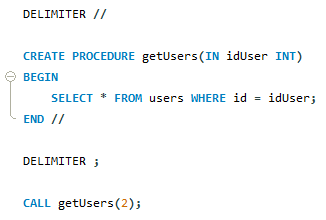 DELIMITER //
CREATE PROCEDURE getUsers(IN idUser INT)
BEGIN
SELECT * FROM users WHERE id = idUser;
END //
DELIMITER ;
CALL getUsers(2);